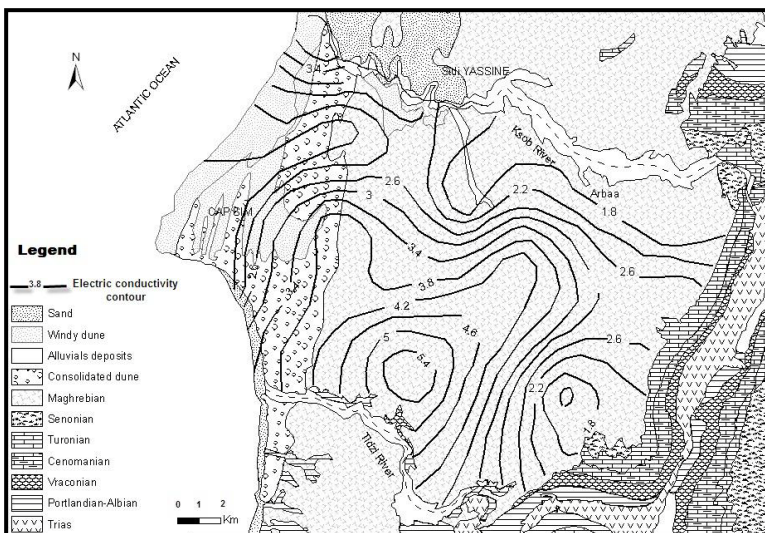 N
ATLANTIC OCEAN
3.4
Sidi YASSINE
Ksob River
2.6
3
2.2
Arbaa
1.8
CAP SIM
3.4
2.6
3.8
4.2
4.6
5
5.4
2.6
2.2
1.8
Tidzi River
0 1 2
Km
Legend
3.8 Electric conductivity
contour
Sand
Windy dune
Alluvials deposits
Consolidated dune
Maghrebian
Senonian
Turonian
Cenomanian
Vraconian
Portlandian-Albian
Trias